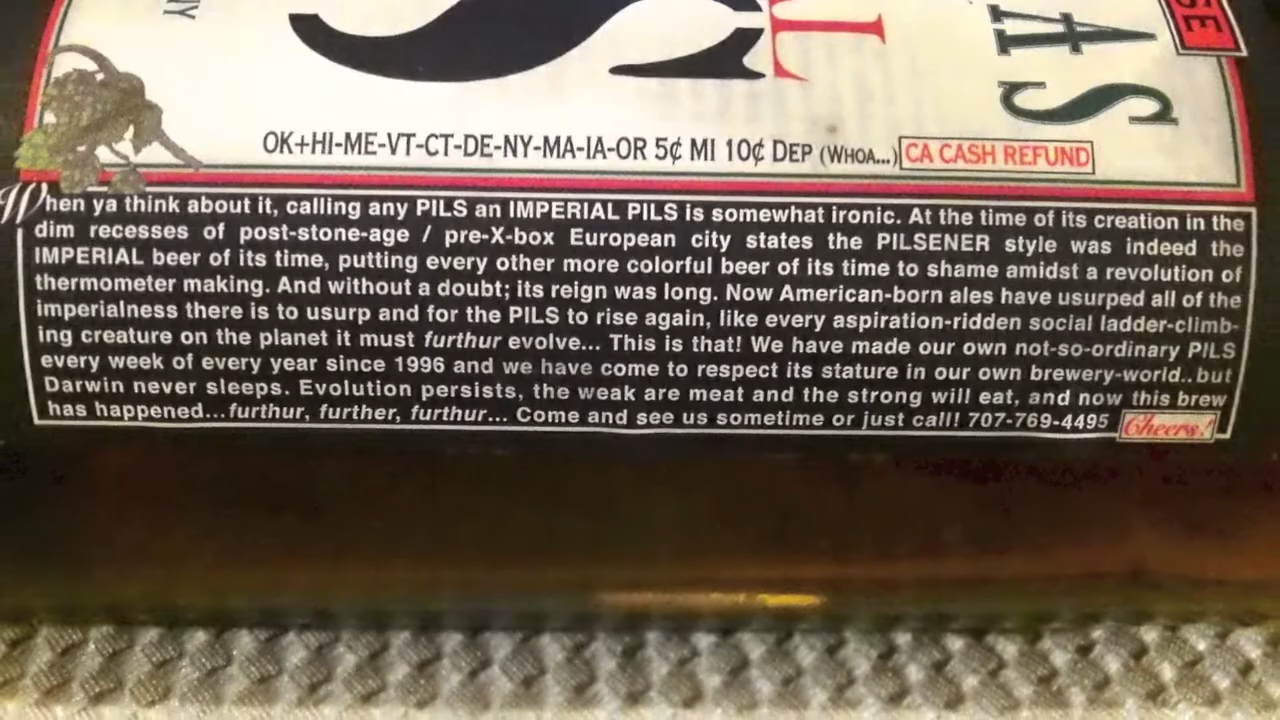 NY
L
AS
SE
OK+HI-ME-VT-CT-DE-NY-MA-IA-OR 5¢ MI 10¢ DEP (WHOA...) CA CASH REFUND
When ya think about it, calling any PILS an IMPERIAL PILS is somewhat ironic. At the time of its creation in the
dim recesses of post-stone-age / pre-X-box European city states the PILSENER style was indeed the
IMPERIAL beer of its time, putting every other more colorful beer of its time to shame amidst a revolution of
thermometer making. And without a doubt; its reign was long. Now American-born ales have usurped all of the
imperialness there is to usurp and for the PILS to rise again, like every aspiration-ridden social ladder-climb-
ing creature on the planet it must furthur evolve... This is that! We have made our own not-so-ordinary PILS
every week of every year since 1996 and we have come to respect its stature in our own brewery-world..but
Darwin never sleeps. Evolution persists, the weak are meat and the strong will eat, and now this brew
has happened...furthur, further, furthur... Come and see us sometime or just call! 707-769-4495 Cheers!